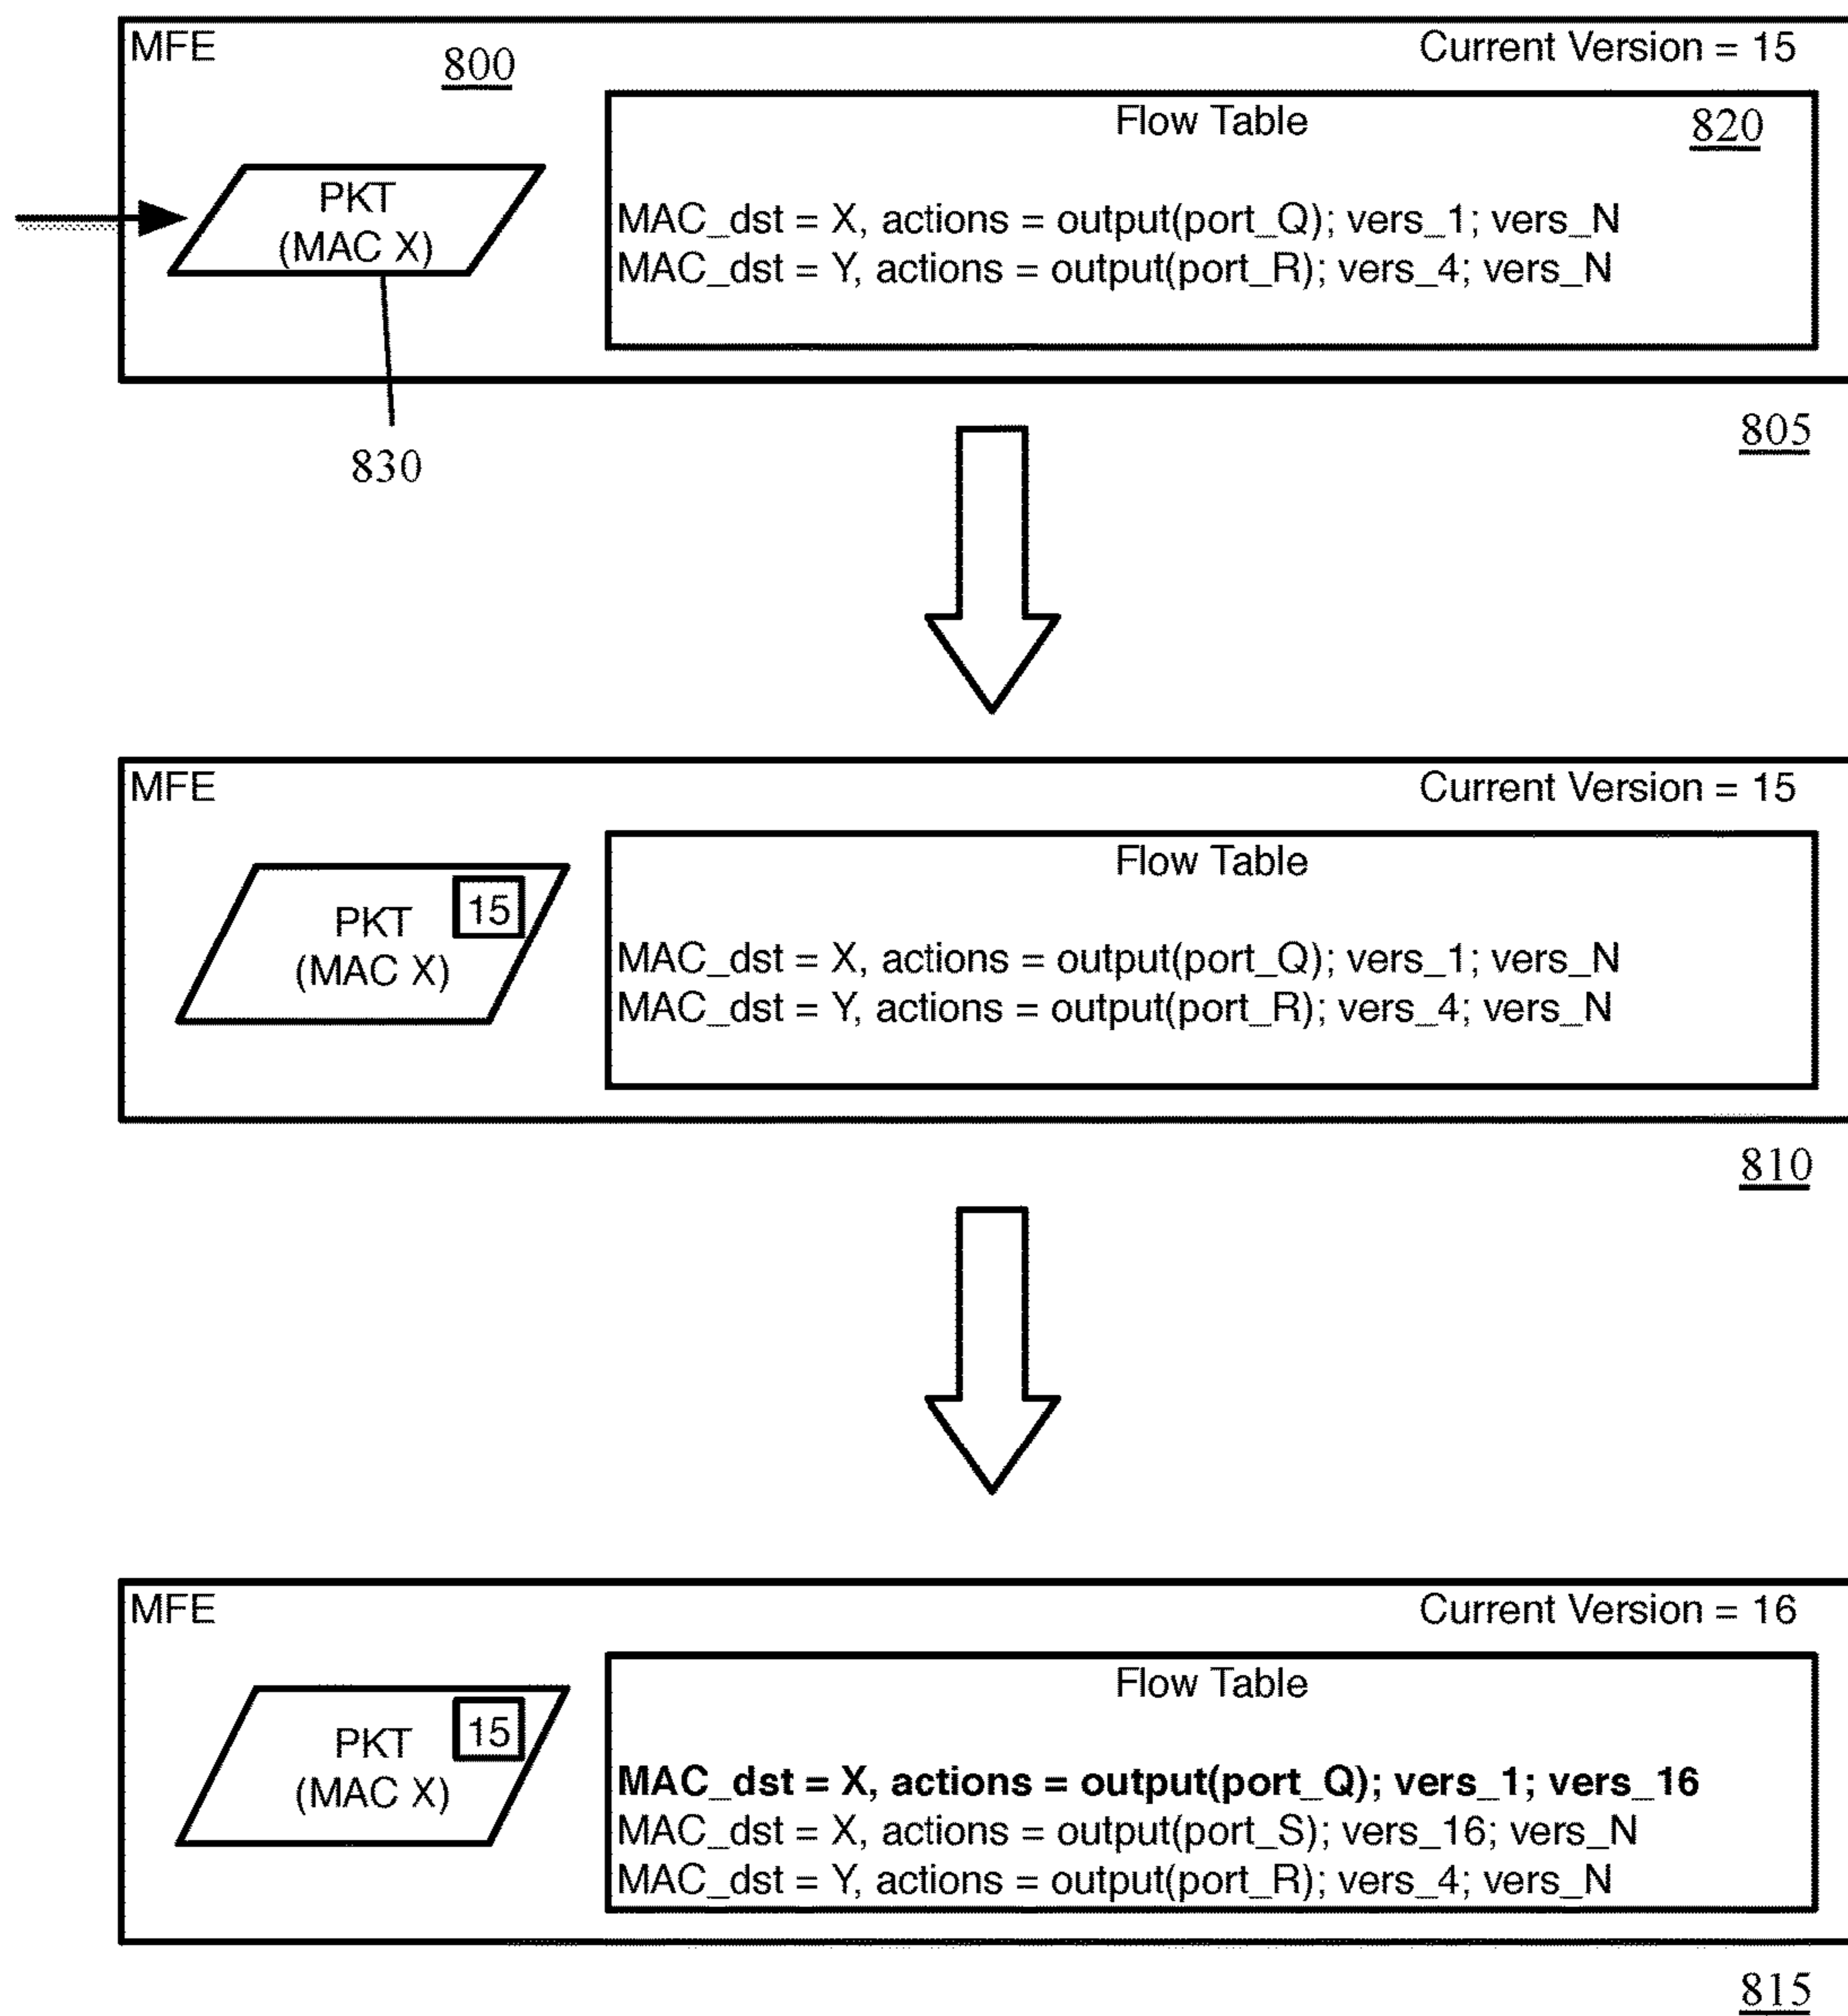 MFE 800 Current Version = 15
Flow Table 820
PKT
(MAC X)
MAC_dst = X, actions = output(port_Q); vers_1; vers_N
MAC_dst = Y, actions = output(port_R); vers_4; vers_N
830
805
MFE Current Version = 15
Flow Table
PKT 15
(MAC X)
MAC_dst = X, actions = output(port_Q); vers_1; vers_N
MAC_dst = Y, actions = output(port_R); vers_4; vers_N
810
MFE Current Version = 16
Flow Table
PKT 15
(MAC X)
MAC_dst = X, actions = output(port_Q); vers_1; vers_16
MAC_dst = X, actions = output(port_S); vers_16; vers_N
MAC_dst = Y, actions = output(port_R); vers_4; vers_N
815